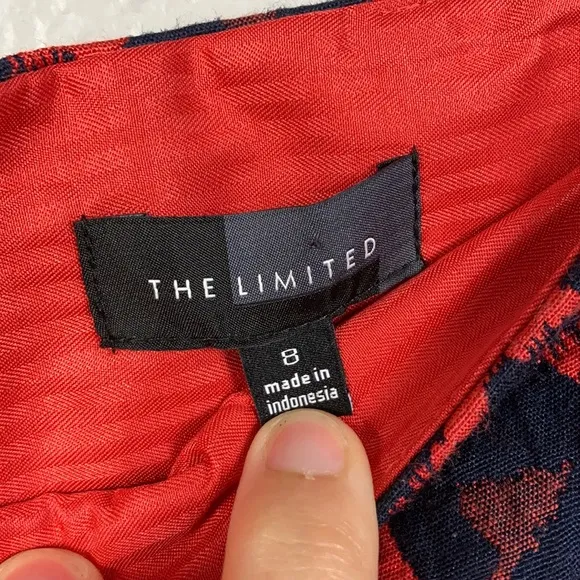 THE LIMITED
8
made in
indonesia